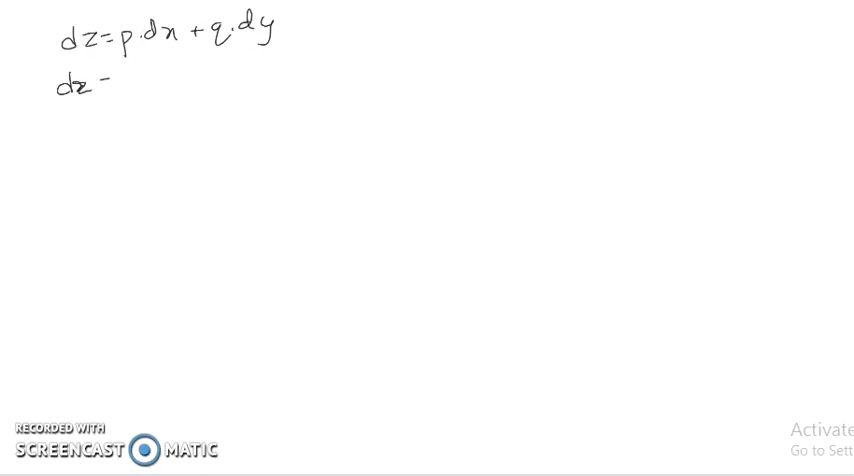 dz = p.dx + q.dy
dz =
RECORDED WITH
SCREENCAST MATIC
Activate
Go to Sett